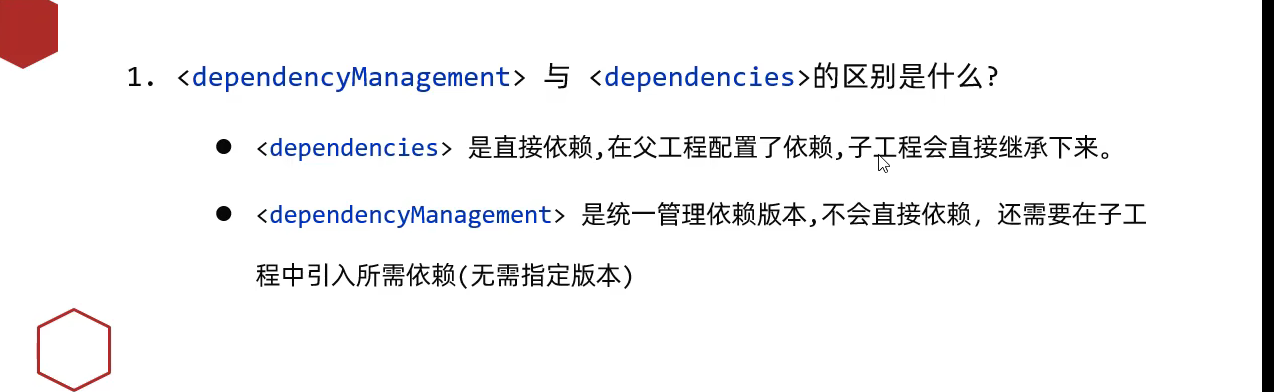 1. <dependencyManagement> 与 <dependencies>的区别是什么?
● <dependencies> 是直接依赖,在父工程配置了依赖,子工程会直接继承下来。
● <dependencyManagement> 是统一管理依赖版本,不会直接依赖，还需要在子工
程中引入所需依赖(无需指定版本)